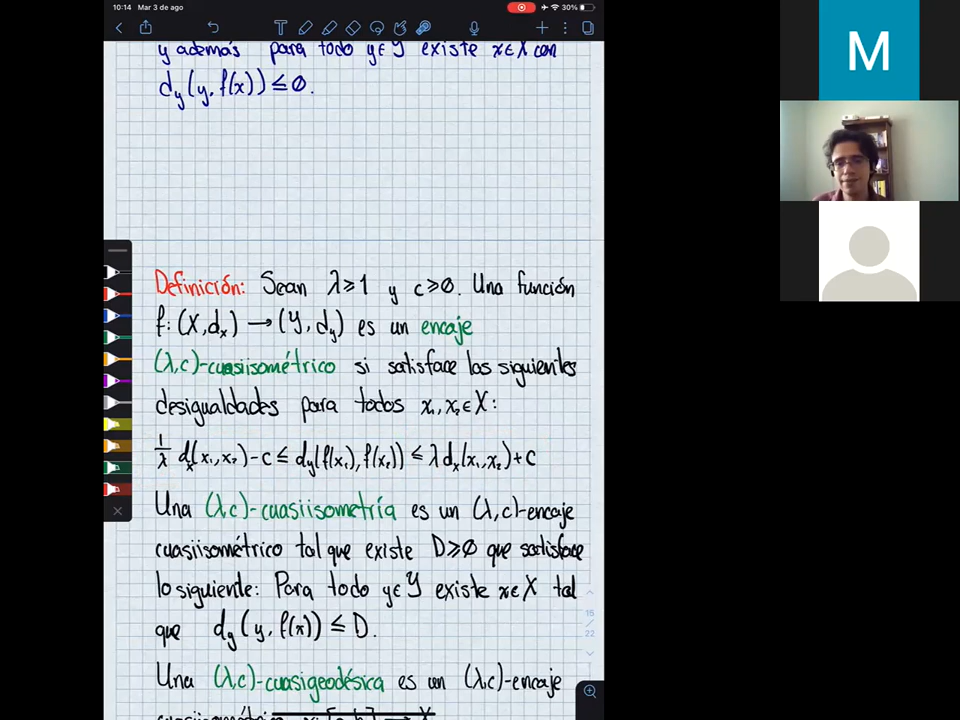 10:14 Mar 3 de ago
30%
y además para todo y∈Y existe x∈X con
d_y(y, f(x)) ≤ 0.
M
Definición: Sean λ≥1 y c≥0. Una función
f: (X, d_x) → (Y, d_y) es un encaje
(λ,c)-cuasiisométrico si satisface las siguientes
desigualdades para todos x₁, x₂ ∈ X:
1/λ d_x(x₁, x₂) - c ≤ d_y(f(x₁), f(x₂)) ≤ λ d_x(x₁, x₂) + c
Una (λ,c)-cuasiisometría es un (λ,c)-encaje
cuasiisométrico tal que existe D≥0 que satisface
lo siguiente: Para todo y∈Y existe x∈X tal
que d_y(y, f(x)) ≤ D.
15
/
22
Una (λ,c)-cuasigeodésica es un (λ,c)-encaje